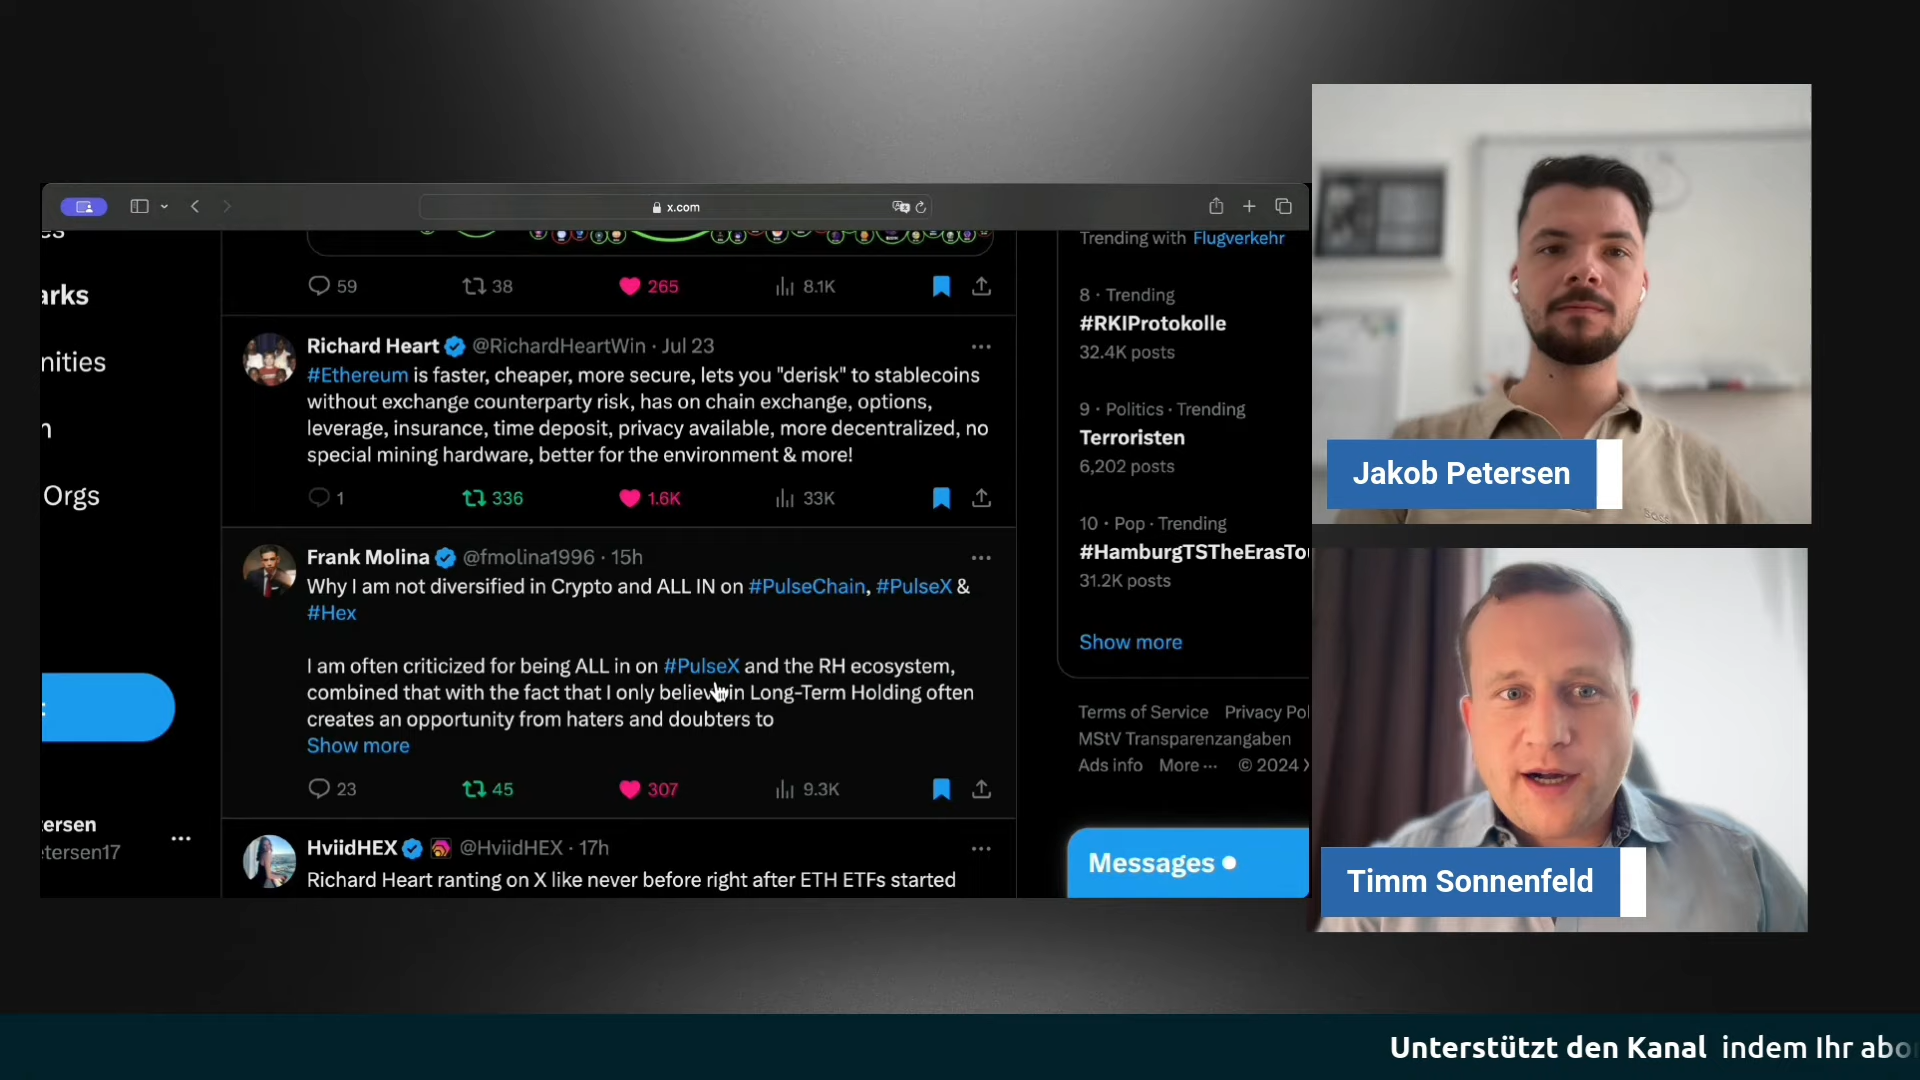 x.com
es
arks
nities
n
Orgs
ersen
etersen17
59
38
265
8.1K
Richard Heart @RichardHeartWin · Jul 23
#Ethereum is faster, cheaper, more secure, lets you "derisk" to stablecoins
without exchange counterparty risk, has on chain exchange, options,
leverage, insurance, time deposit, privacy available, more decentralized, no
special mining hardware, better for the environment & more!
1
336
1.6K
33K
Frank Molina @fmolina1996 · 15h
Why I am not diversified in Crypto and ALL IN on #PulseChain, #PulseX &
#Hex
I am often criticized for being ALL in on #PulseX and the RH ecosystem,
combined that with the fact that I only believe in Long-Term Holding often
creates an opportunity from haters and doubters to
Show more
23
45
307
9.3K
HviidHEX @HviidHEX · 17h
Richard Heart ranting on X like never before right after ETH ETFs started
Trending with Flugverkehr
8 · Trending
#RKIProtokolle
32.4K posts
9 · Politics · Trending
Terroristen
6,202 posts
10 · Pop · Trending
#HamburgTSTheErasTou
31.2K posts
Show more
Terms of Service Privacy Pol
MStV Transparenzangaben
Ads info More ··· © 2024 X
Messages
Jakob Petersen
Timm Sonnenfeld
Unterstützt den Kanal indem Ihr abo